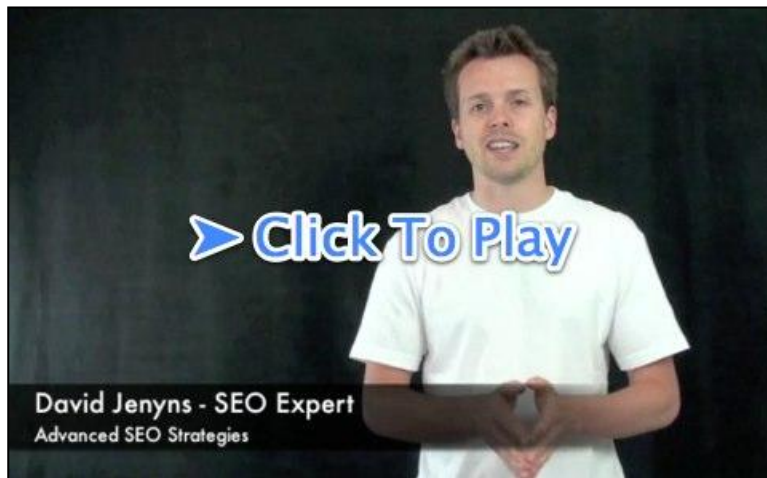 Click To Play
David Jenyns - SEO Expert
Advanced SEO Strategies